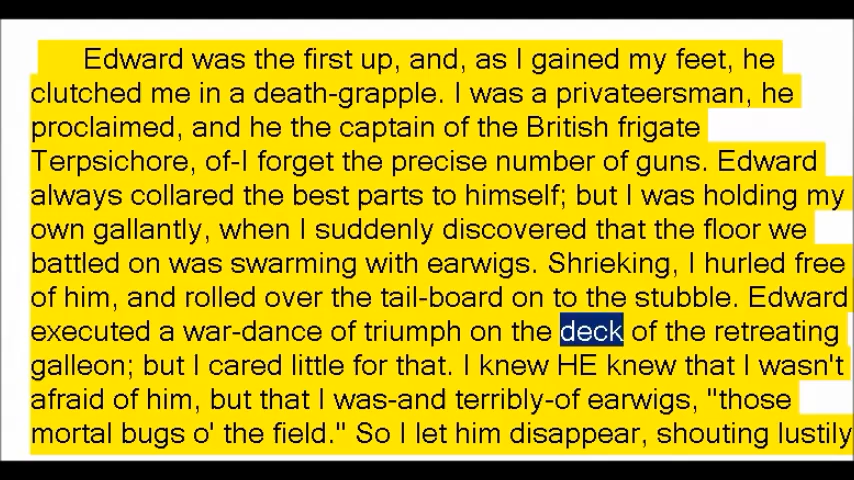 Edward was the first up, and, as I gained my feet, he
clutched me in a death-grapple. I was a privateersman, he
proclaimed, and he the captain of the British frigate
Terpsichore, of-I forget the precise number of guns. Edward
always collared the best parts to himself; but I was holding my
own gallantly, when I suddenly discovered that the floor we
battled on was swarming with earwigs. Shrieking, I hurled free
of him, and rolled over the tail-board on to the stubble. Edward
executed a war-dance of triumph on the deck of the retreating
galleon; but I cared little for that. I knew HE knew that I wasn't
afraid of him, but that I was-and terribly-of earwigs, "those
mortal bugs o' the field." So I let him disappear, shouting lustily